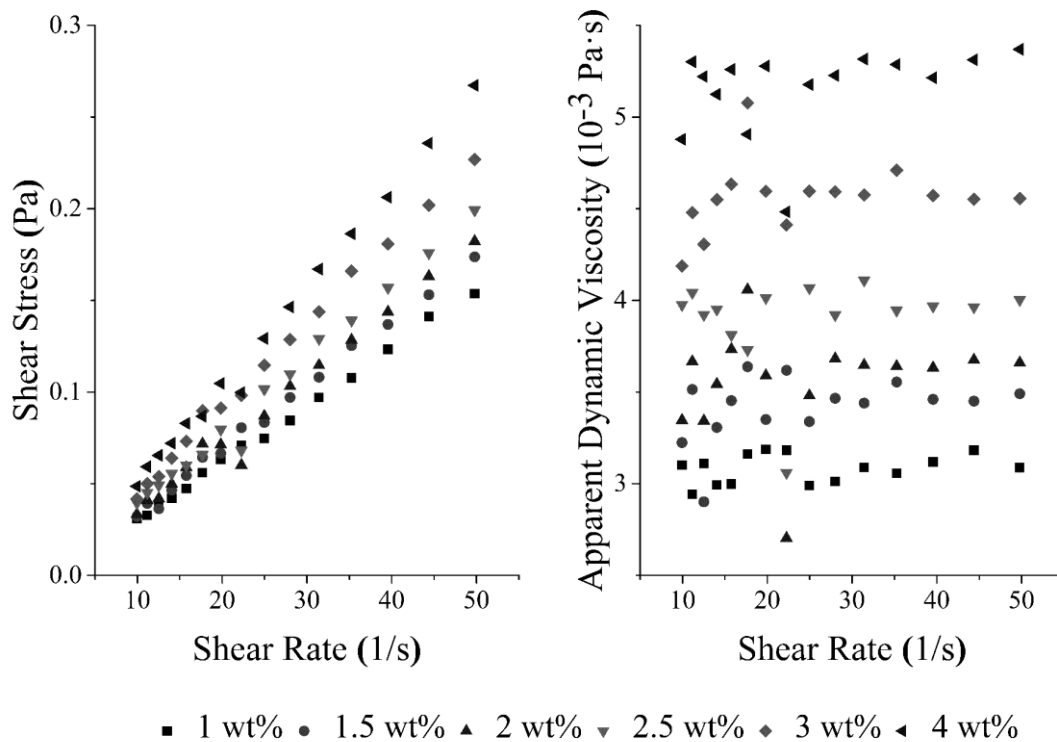 0.3
0.2
0.1
0.0
10 20 30 40 50
Shear Stress (Pa)
Shear Rate (1/s)
5
4
3
10 20 30 40 50
Apparent Dynamic Viscosity (10-3 Pa·s)
Shear Rate (1/s)
1 wt% 1.5 wt% 2 wt% 2.5 wt% 3 wt% 4 wt%